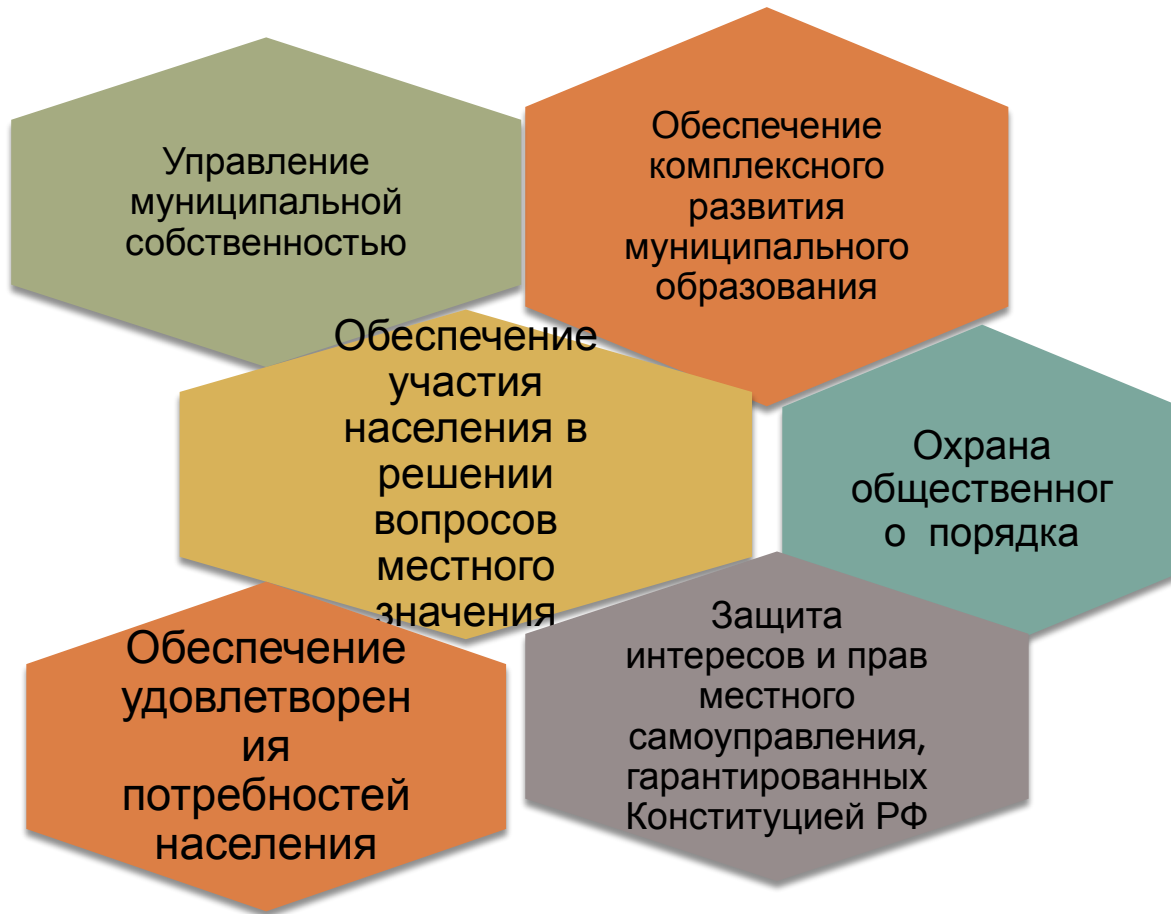 Управление
муниципальной
собственностью
Обеспечение
комплексного
развития
муниципального
образования
Обеспечение
участия
населения в
решении
вопросов
местного
значения
Охрана
общественног
о порядка
Обеспечение
удовлетворен
ия
потребностей
населения
Защита
интересов и прав
местного
самоуправления,
гарантированных
Конституцией РФ